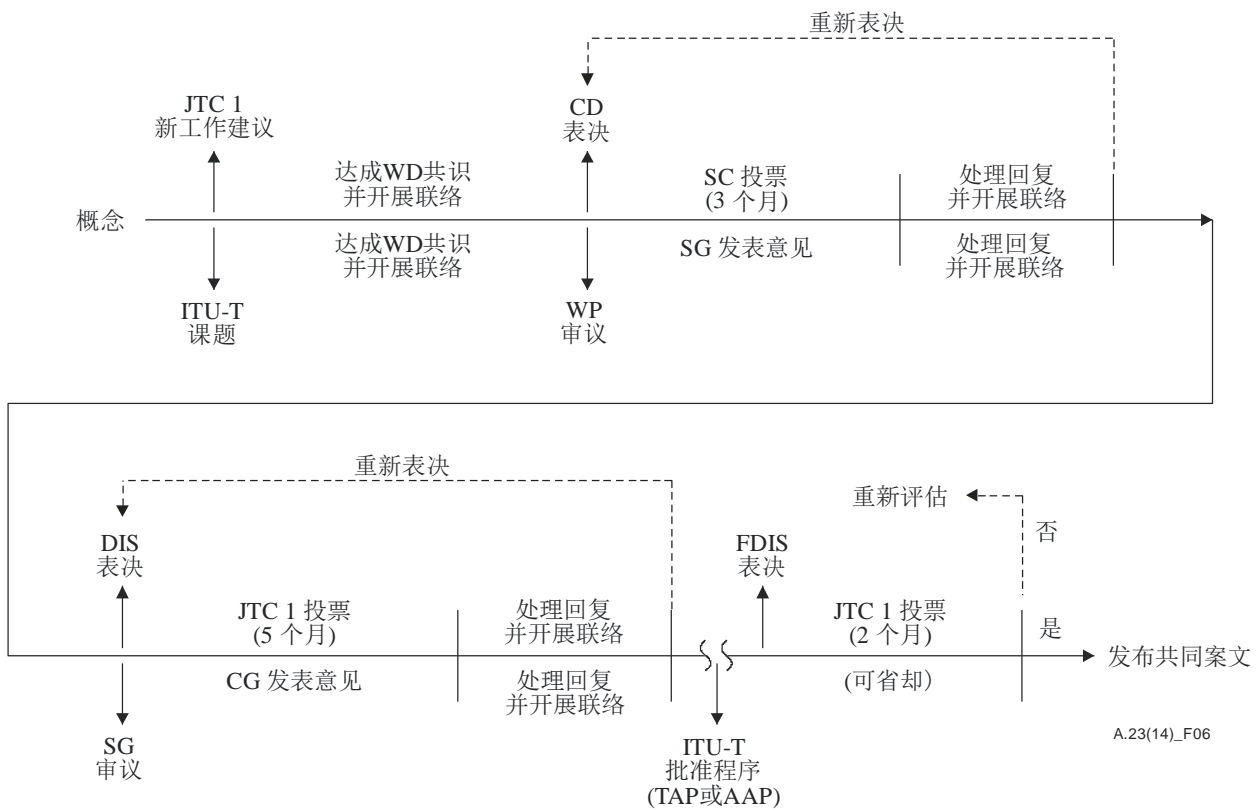 重新表决
JTC 1
新工作建议
CD
表决
达成WD共识
并开展联络
SC 投票
(3 个月)
处理回复
并开展联络
概念
达成WD共识
并开展联络
SG 发表意见
处理回复
并开展联络
ITU-T
课题
WP
审议
重新表决
重新评估
否
DIS
表决
FDIS
表决
JTC 1 投票
(5 个月)
处理回复
并开展联络
JTC 1 投票
(2 个月)
是
发布共同案文
CG 发表意见
处理回复
并开展联络
(可省却）
SG
审议
ITU-T
批准程序
(TAP或AAP)
A.23(14)_F06